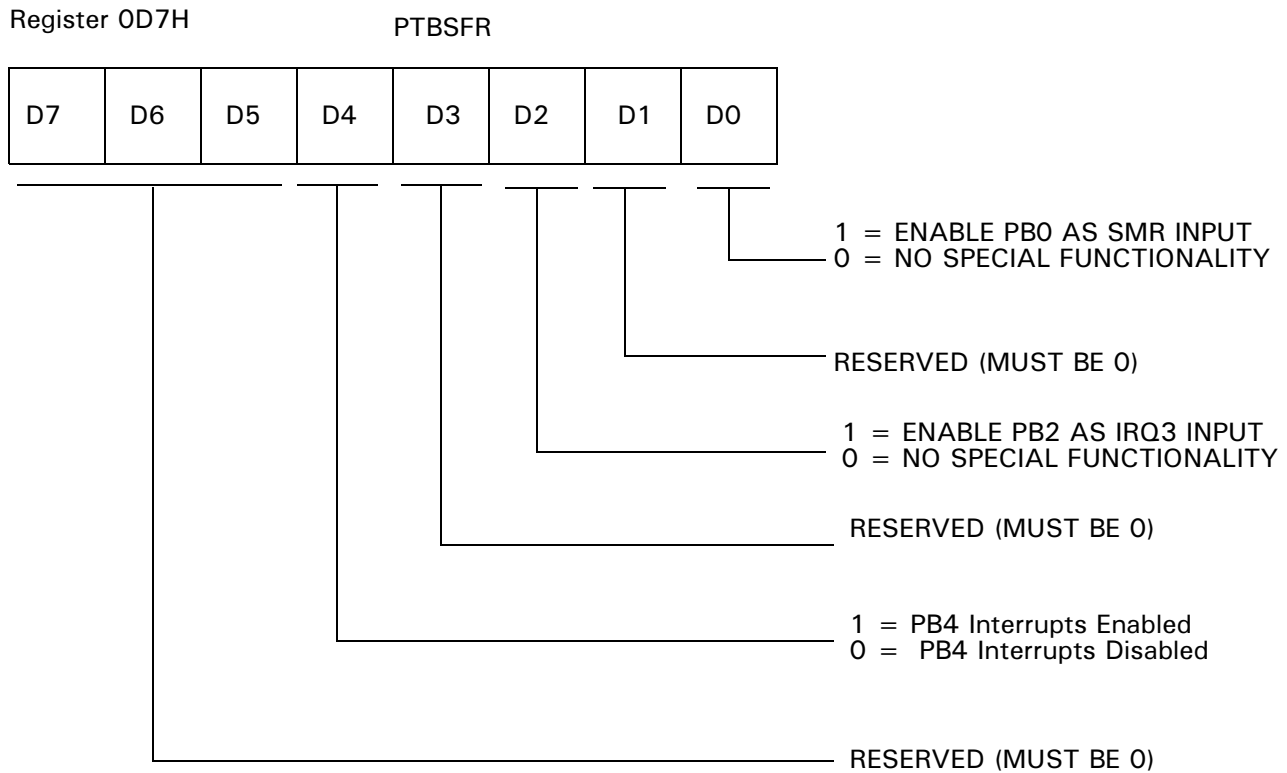 Register 0D7H
PTBSFR
D7 D6 D5 D4 D3 D2 D1 D0
1 = ENABLE PB0 AS SMR INPUT
0 = NO SPECIAL FUNCTIONALITY
RESERVED (MUST BE 0)
1 = ENABLE PB2 AS IRQ3 INPUT
0 = NO SPECIAL FUNCTIONALITY
RESERVED (MUST BE 0)
1 = PB4 Interrupts Enabled
0 = PB4 Interrupts Disabled
RESERVED (MUST BE 0)